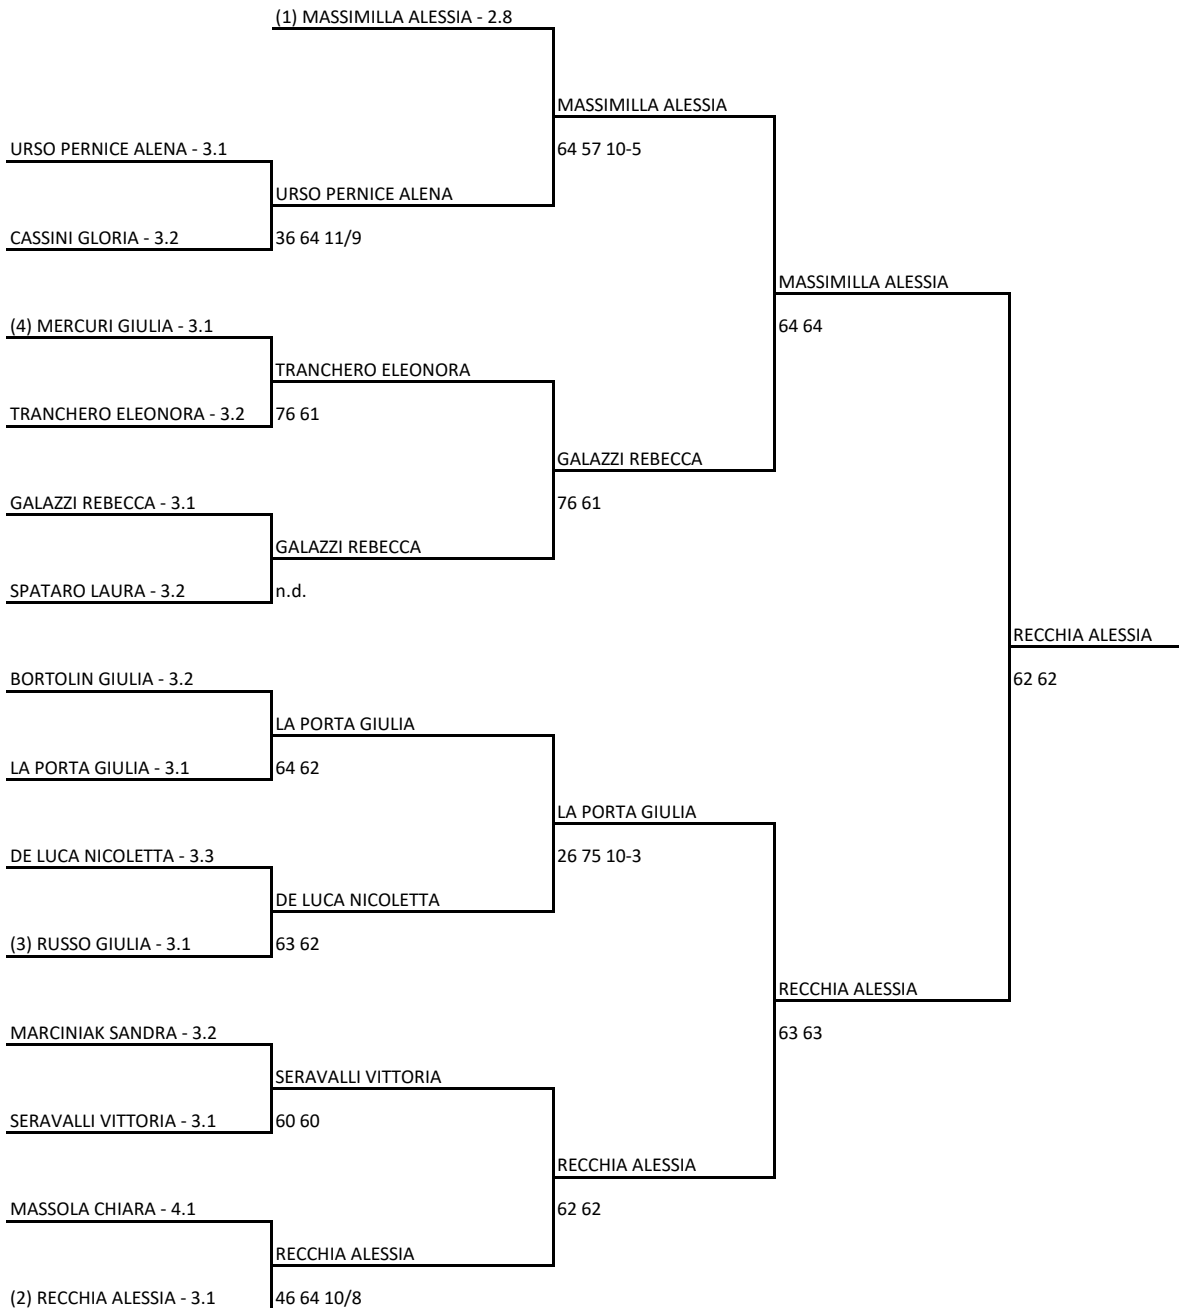 (1) MASSIMILLA ALESSIA - 2.8
MASSIMILLA ALESSIA
URSO PERNICE ALENA - 3.1
64 57 10-5
URSO PERNICE ALENA
CASSINI GLORIA - 3.2
36 64 11/9
MASSIMILLA ALESSIA
(4) MERCURI GIULIA - 3.1
64 64
TRANCHERO ELEONORA
TRANCHERO ELEONORA - 3.2
76 61
GALAZZI REBECCA
GALAZZI REBECCA - 3.1
76 61
GALAZZI REBECCA
SPATARO LAURA - 3.2
n.d.
RECCHIA ALESSIA
BORTOLIN GIULIA - 3.2
62 62
LA PORTA GIULIA
LA PORTA GIULIA - 3.1
64 62
LA PORTA GIULIA
DE LUCA NICOLETTA - 3.3
26 75 10-3
DE LUCA NICOLETTA
(3) RUSSO GIULIA - 3.1
63 62
RECCHIA ALESSIA
MARCINIAK SANDRA - 3.2
63 63
SERAVALLI VITTORIA
SERAVALLI VITTORIA - 3.1
60 60
RECCHIA ALESSIA
MASSOLA CHIARA - 4.1
62 62
RECCHIA ALESSIA
(2) RECCHIA ALESSIA - 3.1
46 64 10/8